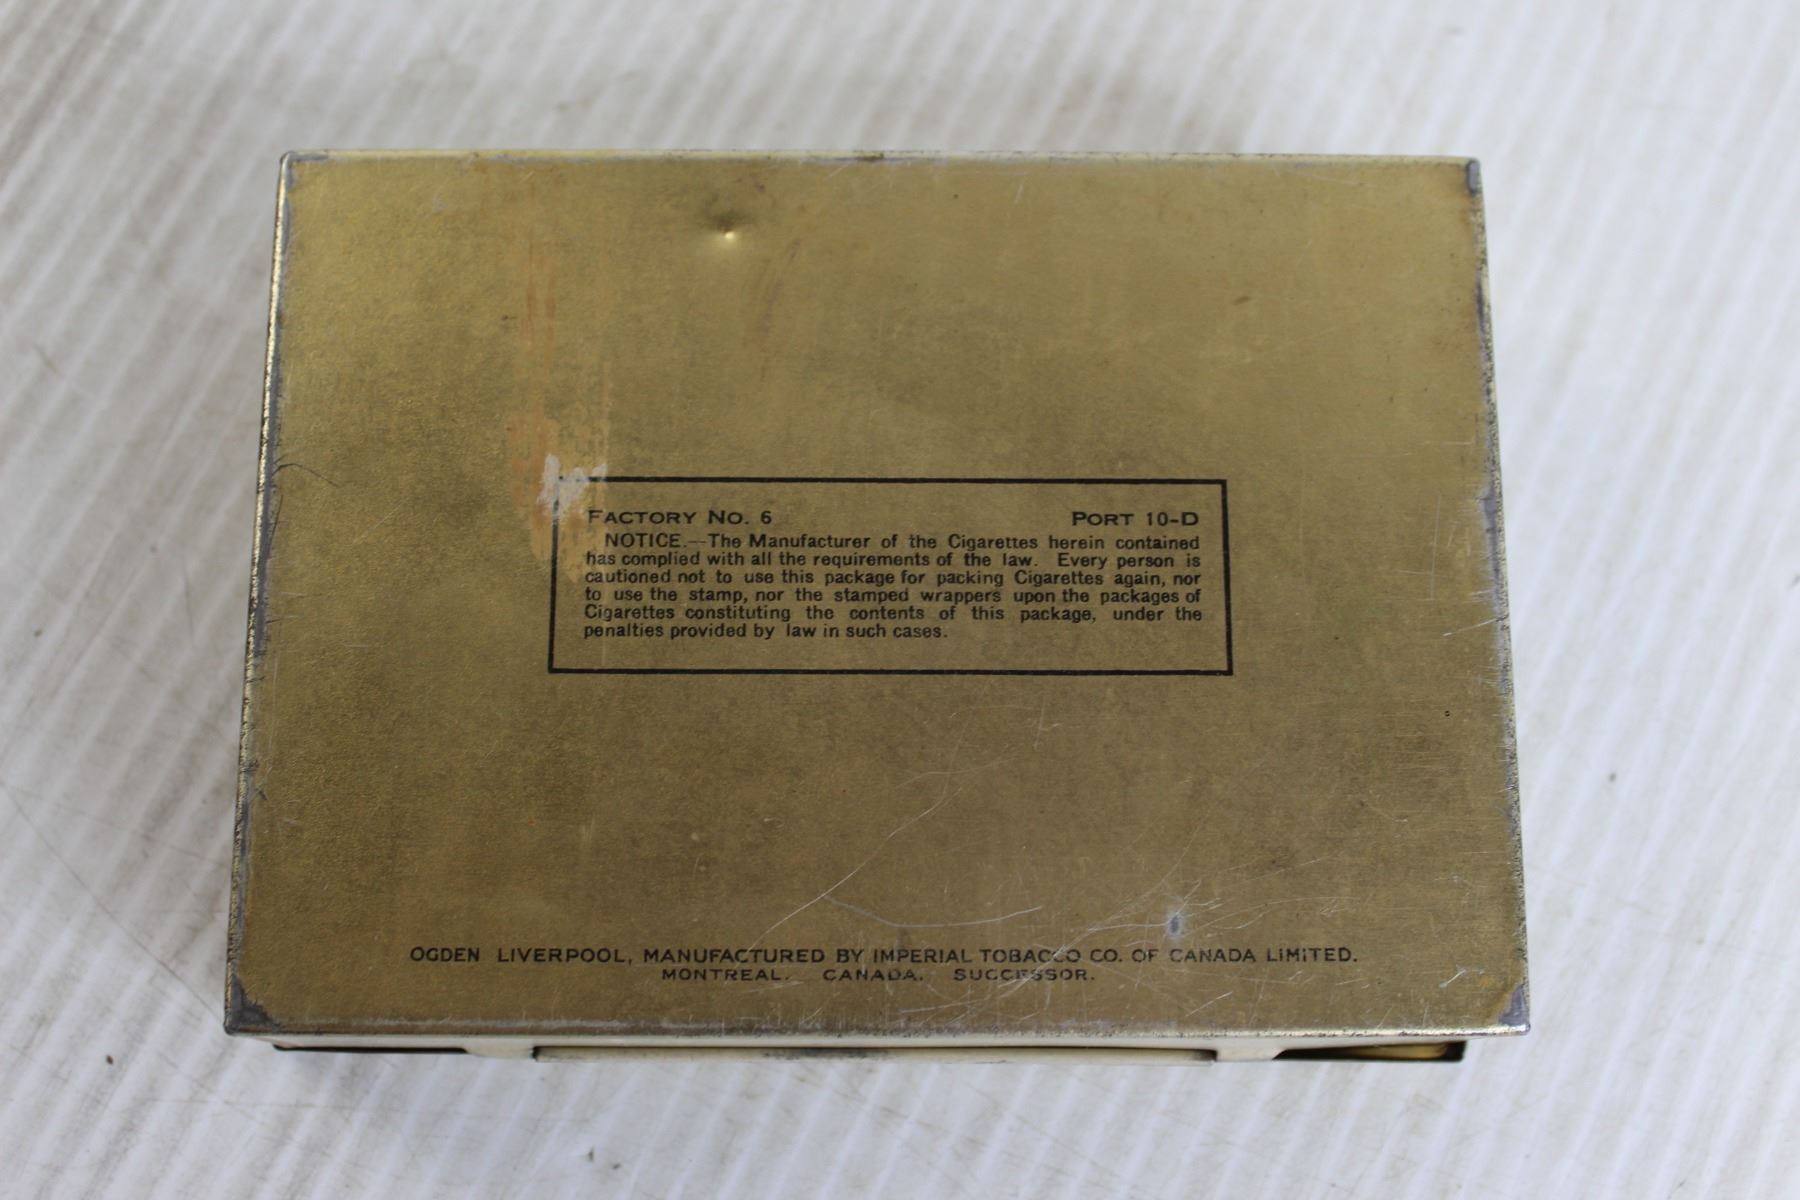 FACTORY NO. 6 PORT 10-D
NOTICE.—The Manufacturer of the Cigarettes herein contained
has complied with all the requirements of the law. Every person is
cautioned not to use this package for packing Cigarettes again, nor
to use the stamp, nor the stamped wrappers upon the packages of
Cigarettes constituting the contents of this package, under the
penalties provided by law in such cases.
OGDEN LIVERPOOL, MANUFACTURED BY IMPERIAL TOBACCO CO. OF CANADA LIMITED.
MONTREAL. CANADA. SUCCESSOR.